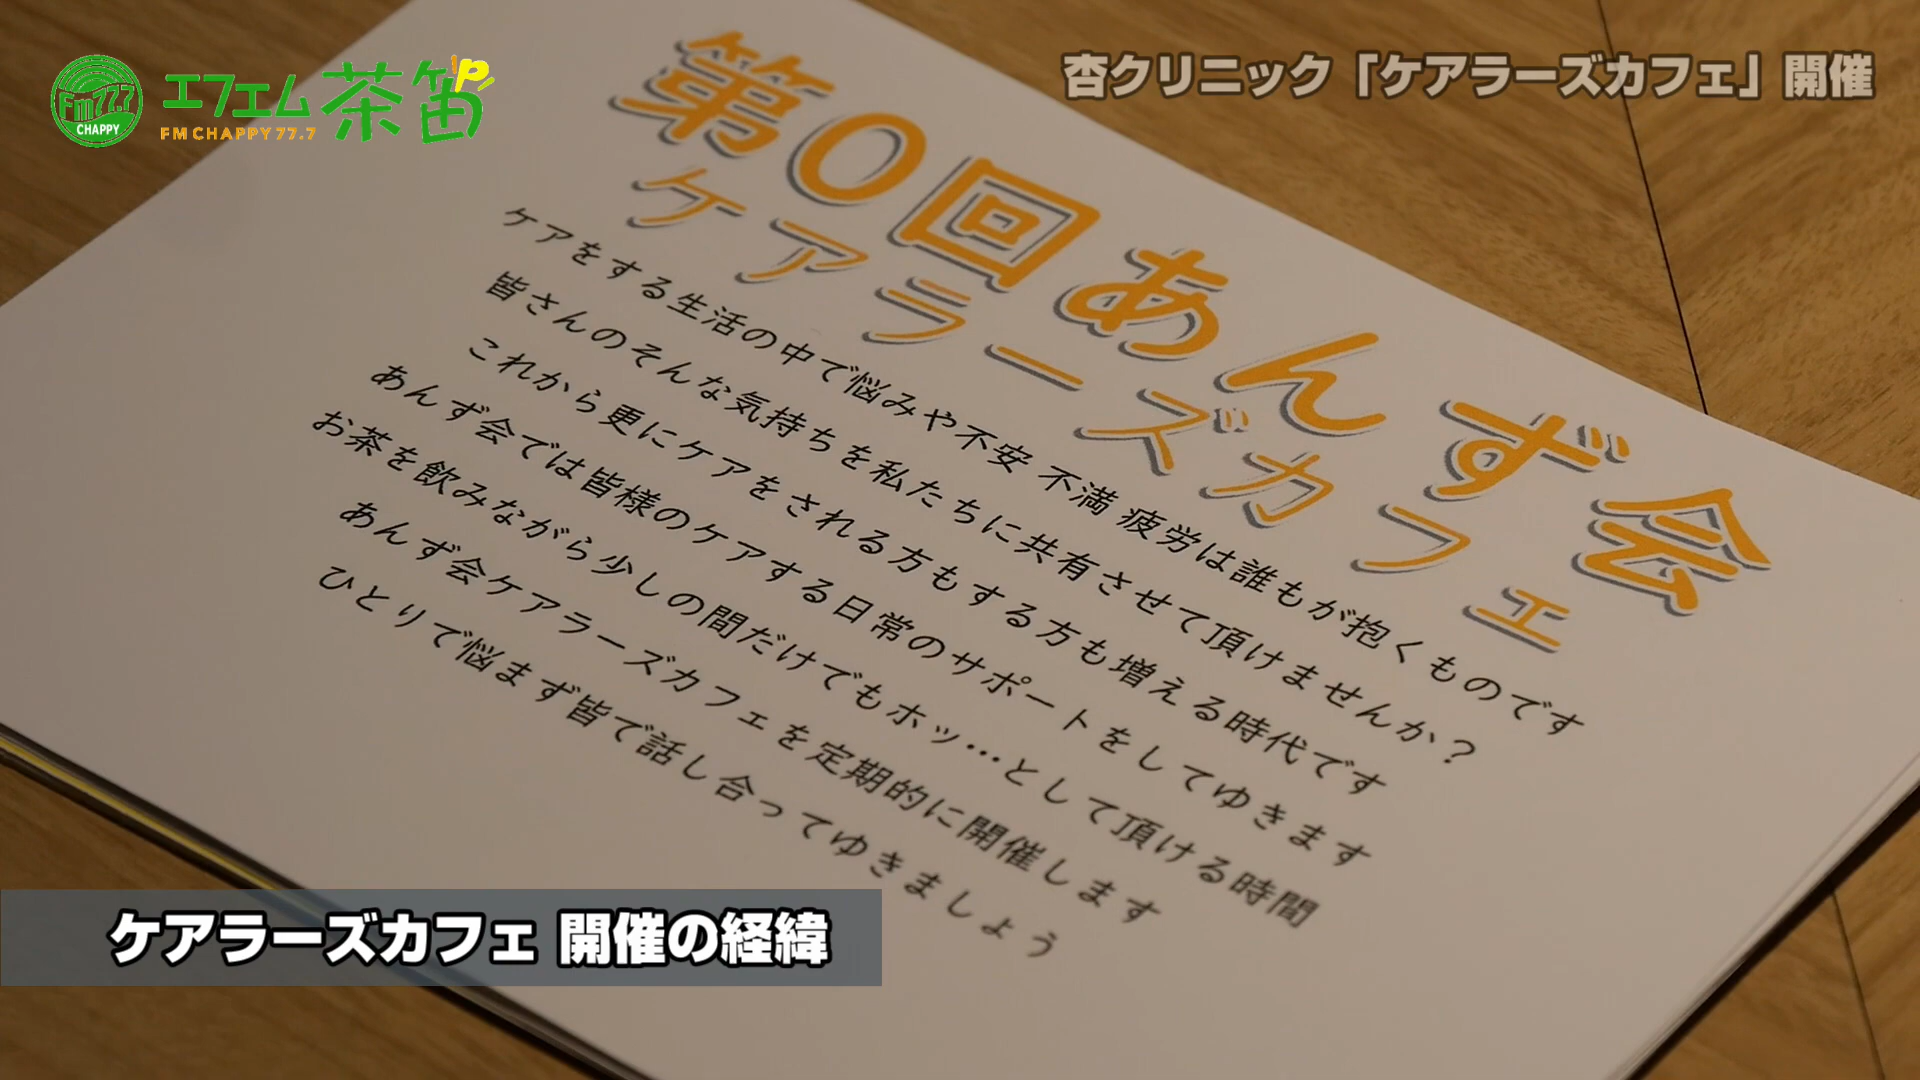 Fm77.7
CHAPPY
エフエム茶笛
FM CHAPPY 77.7
杏クリニック「ケアラーズカフェ」開催
第0回あんず会
ケアラーズカフェ
ケアをする生活の中で悩みや不安 不満 疲労は誰もが抱くものです
皆さんのそんな気持ちを私たちに共有させて頂けませんか？
これから更にケアをされる方もする方も増える時代です
あんず会では皆様のケアする日常のサポートをしてゆきます
お茶を飲みながら少しの間だけでもホッ…として頂ける時間
あんず会ケアラーズカフェを定期的に開催します
ひとりで悩まず皆で話し合ってゆきましょう
ケアラーズカフェ 開催の経緯